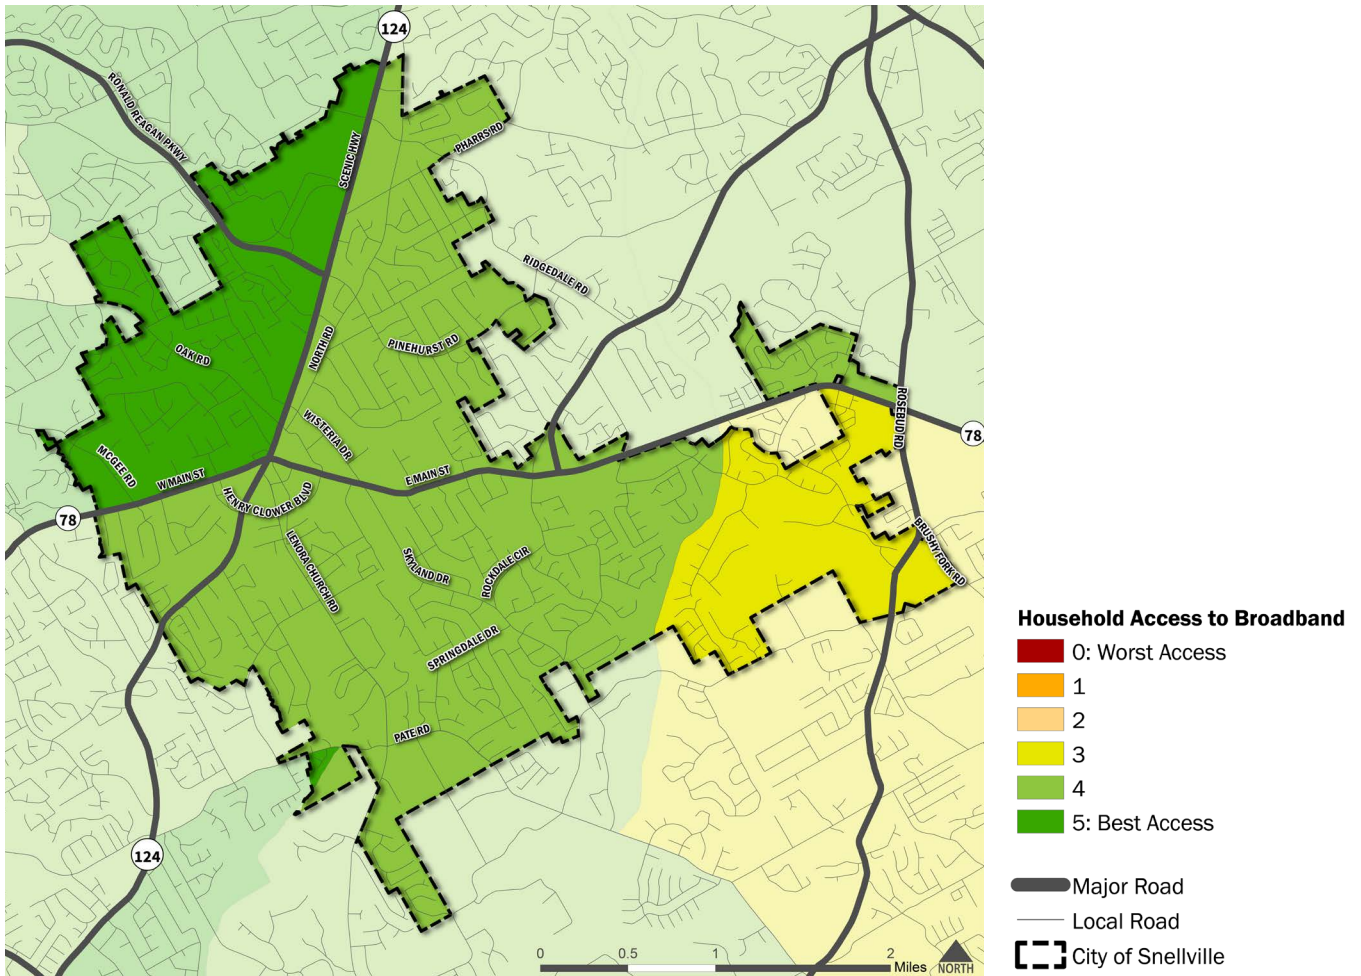 124
RONALD REAGAN PKWY
SCENIC HWY
PHARRS RD
RIDGEDALE RD
NORTH RD
PINEHURST RD
OAK RD
WISTERIA DR
ROSEBUD RD
78
MCGEE RD
W MAIN ST
E MAIN ST
HENRY CLOWER BLVD
78
LENORA CHURCH RD
SKYLAND DR
ROCKDALE CIR
BRUSHY FORK RD
SPRINGDALE DR
PATE RD
124
0 0.5 1 2 Miles
NORTH
Household Access to Broadband
0: Worst Access
1
2
3
4
5: Best Access
Major Road
Local Road
City of Snellville